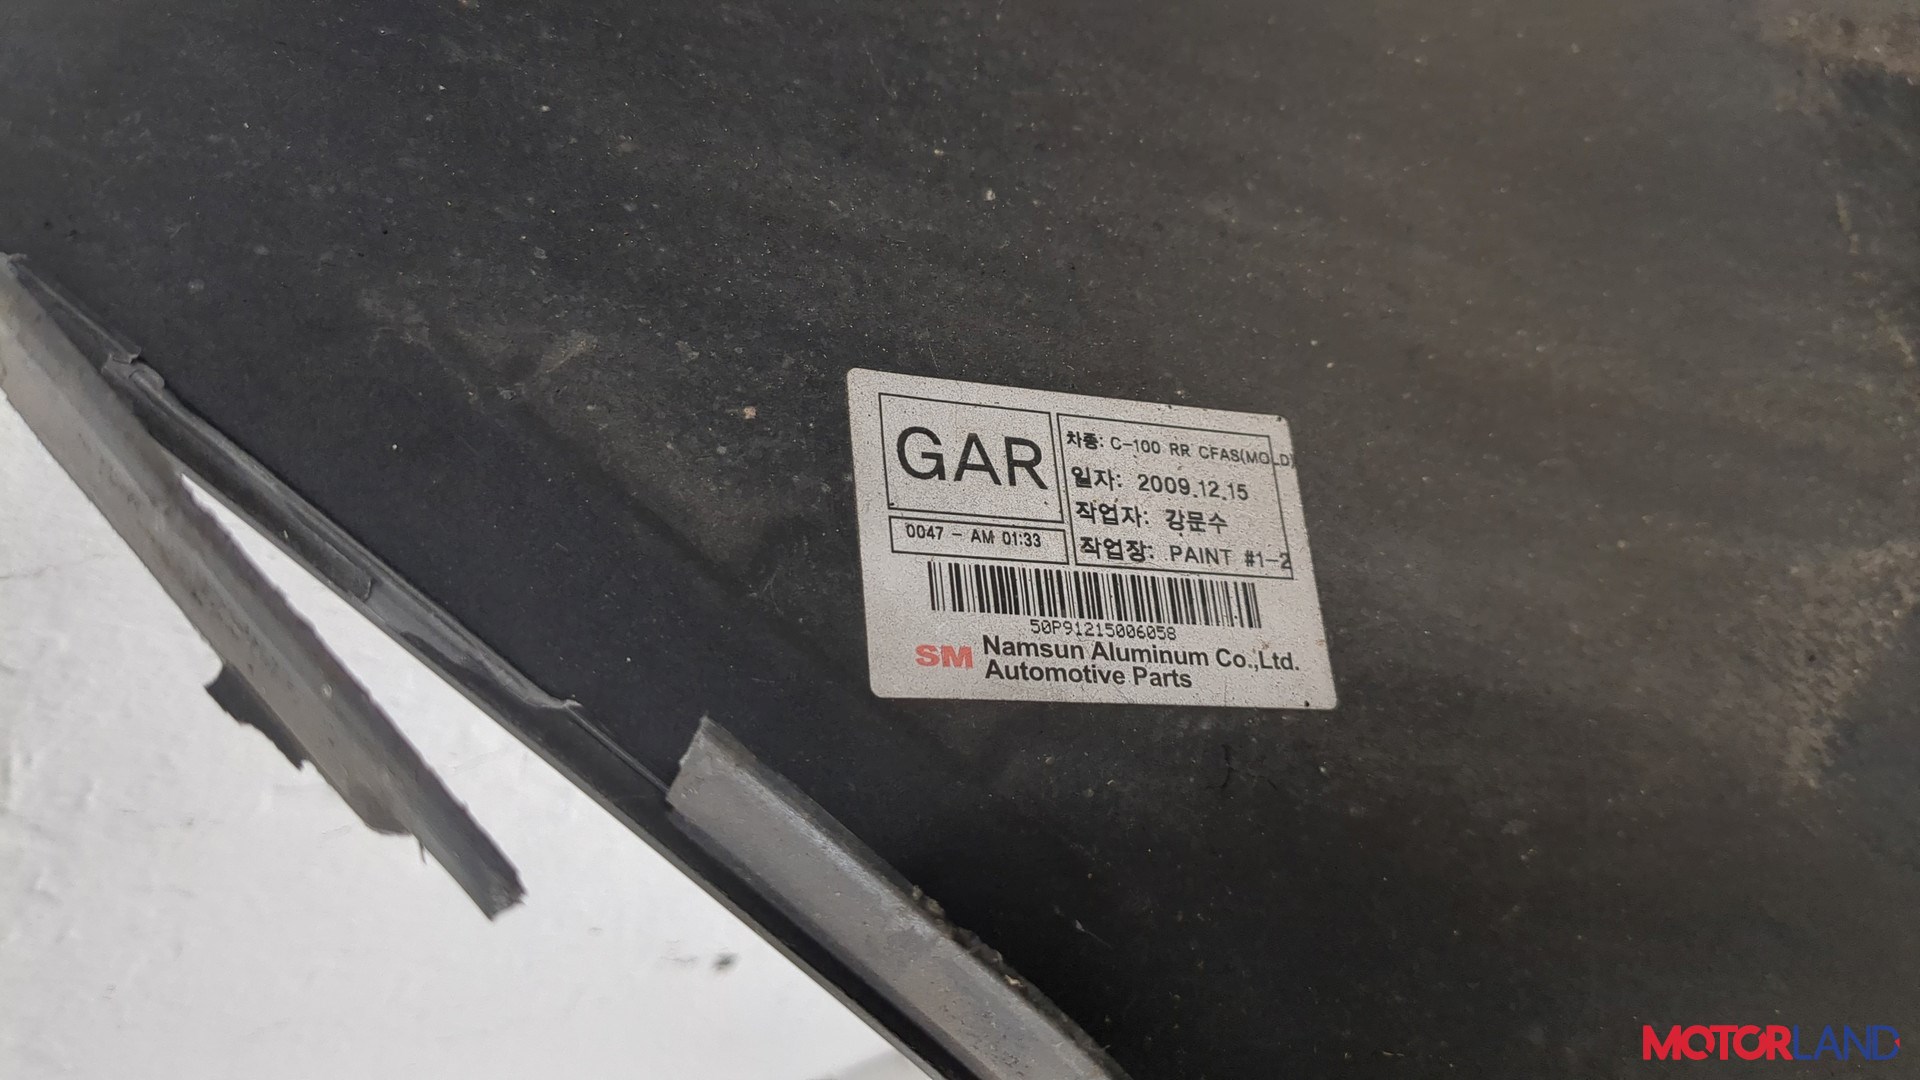 GAR
0047 - AM 01:33
차종: C-100 RR CFAS(MOLD)
일자: 2009.12.15
작업자: 강문수
작업장: PAINT #1-2
50P91215006058
SM Namsun Aluminum Co.,Ltd.
Automotive Parts
MOTORLAND